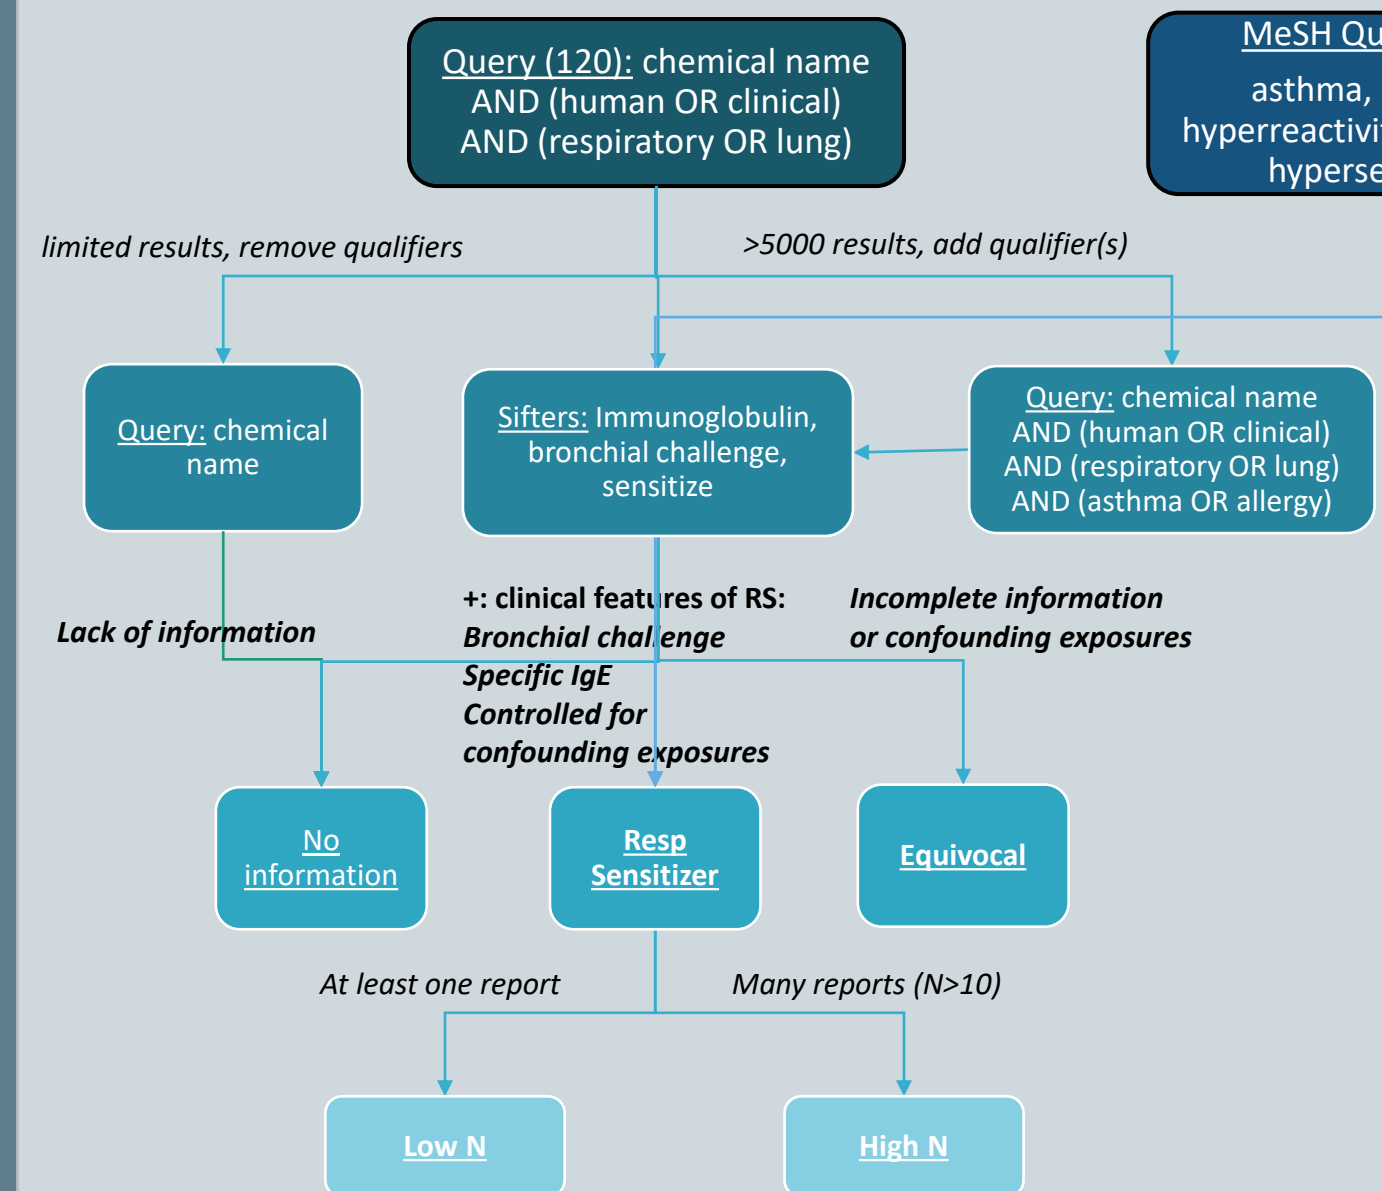 Query (120): chemical name
AND (human OR clinical)
AND (respiratory OR lung)
MeSH
asthma,
limited results, remove qualifiers
>5000 results, add qualifier(s)
Query: chemical
name
Sifters: Immunoglobulin,
bronchial challenge,
sensitize
Query: chemical name
AND (human OR clinical)
AND (respiratory OR lung)
AND (asthma OR allergy)
Lack of information
+: clinical features of RS:
Bronchial challenge
Specific IgE
Controlled for
confounding exposures
Incomplete information
or confounding exposures
No
information
Resp
Sensitizer
Equivocal
At least one report
Many reports (N>10)
Low N
High N